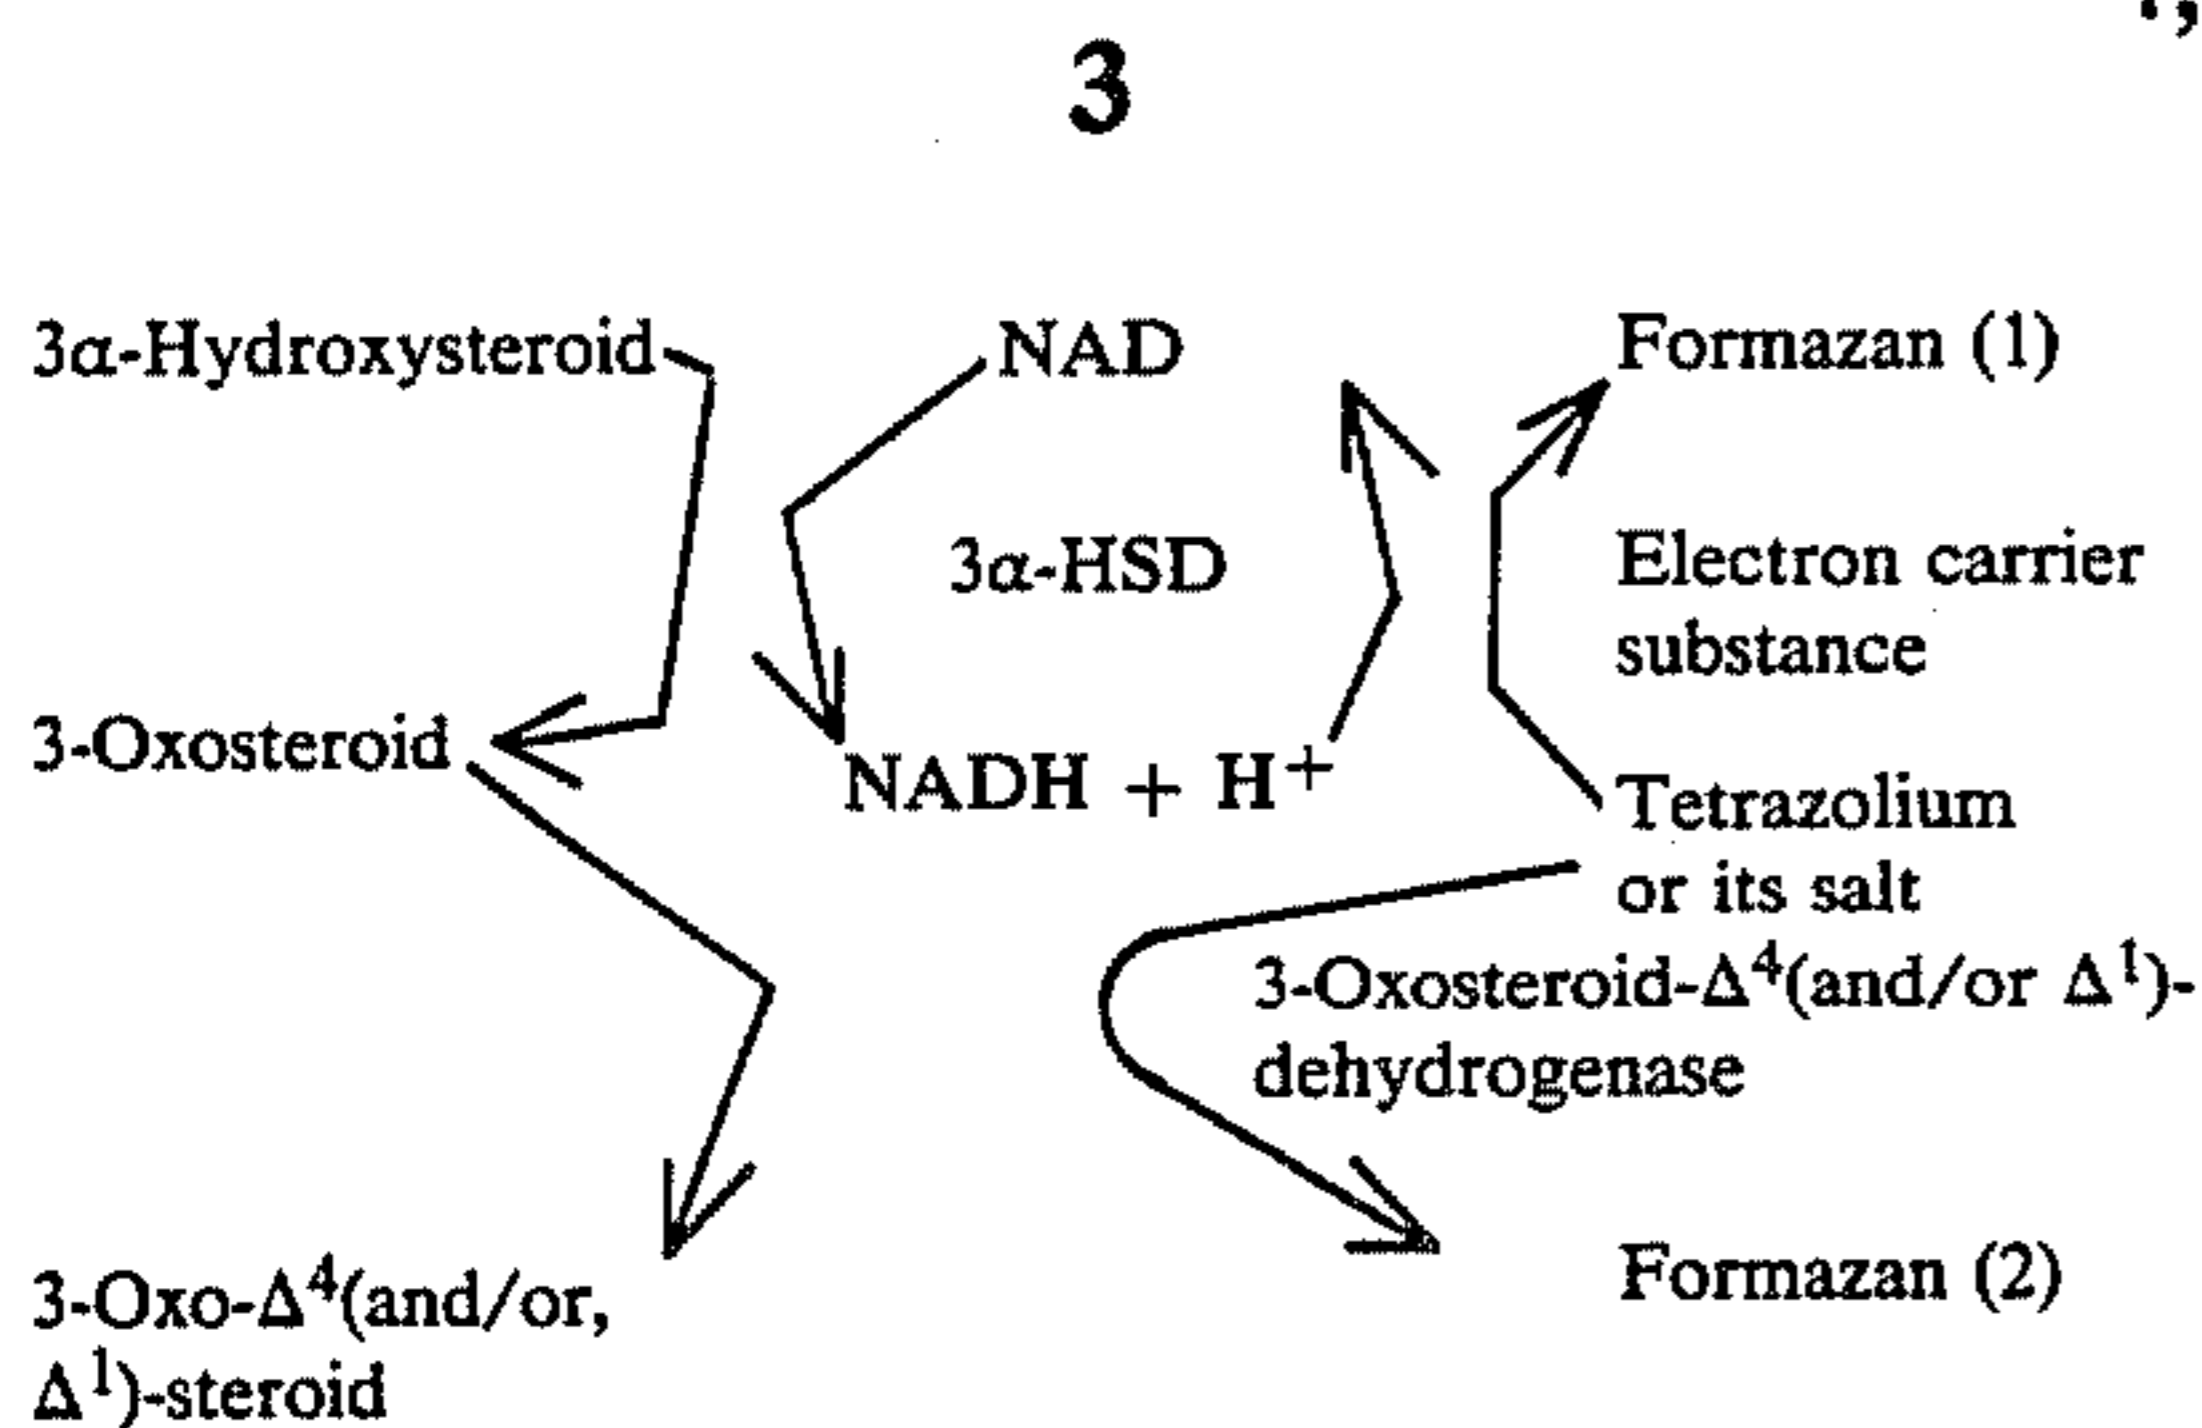 3
3α-Hydroxysteroid
NAD
Formazan (1)
3α-HSD
Electron carrier
substance
3-Oxosteroid
NADH + H⁺
Tetrazolium
or its salt
3-Oxosteroid-Δ⁴(and/or Δ¹)-
dehydrogenase
3-Oxo-Δ⁴(and/or,
Δ¹)-steroid
Formazan (2)